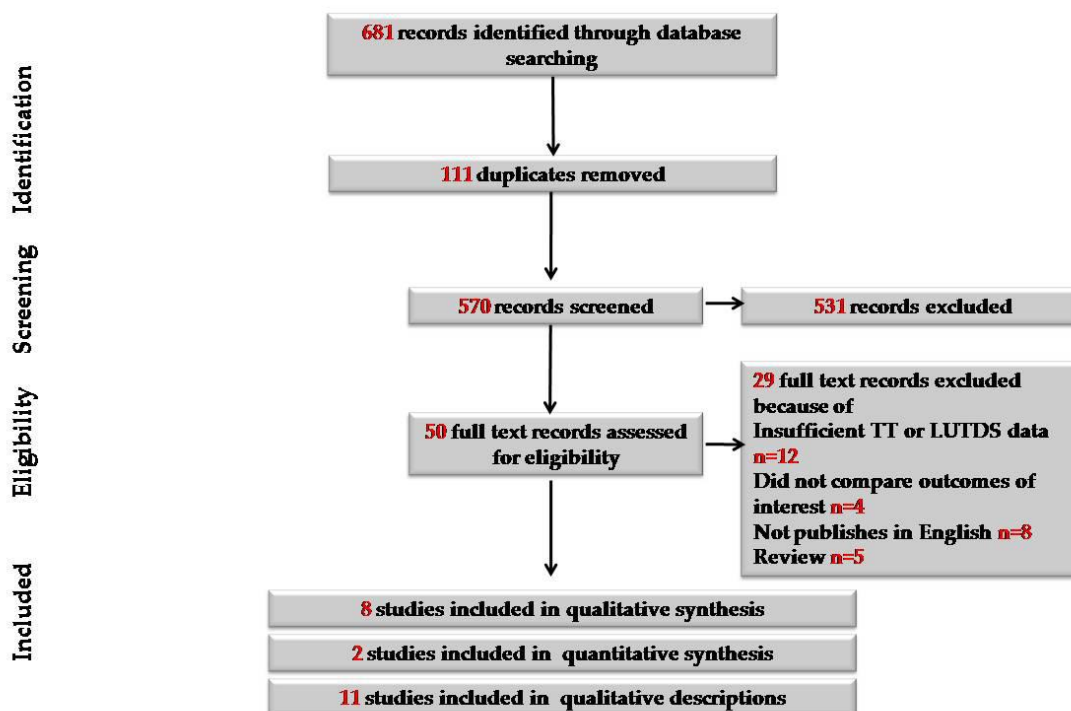 681 records identified through database
searching
Identification
111 duplicates removed
Screening
570 records screened
531 records excluded
Eligibility
50 full text records assessed
for eligibility
29 full text records excluded
because of
Insufficient TT or LUTDS data
n=12
Did not compare outcomes of
interest n=4
Not publishes in English n=8
Review n=5
Included
8 studies included in qualitative synthesis
2 studies included in quantitative synthesis
11 studies included in qualitative descriptions